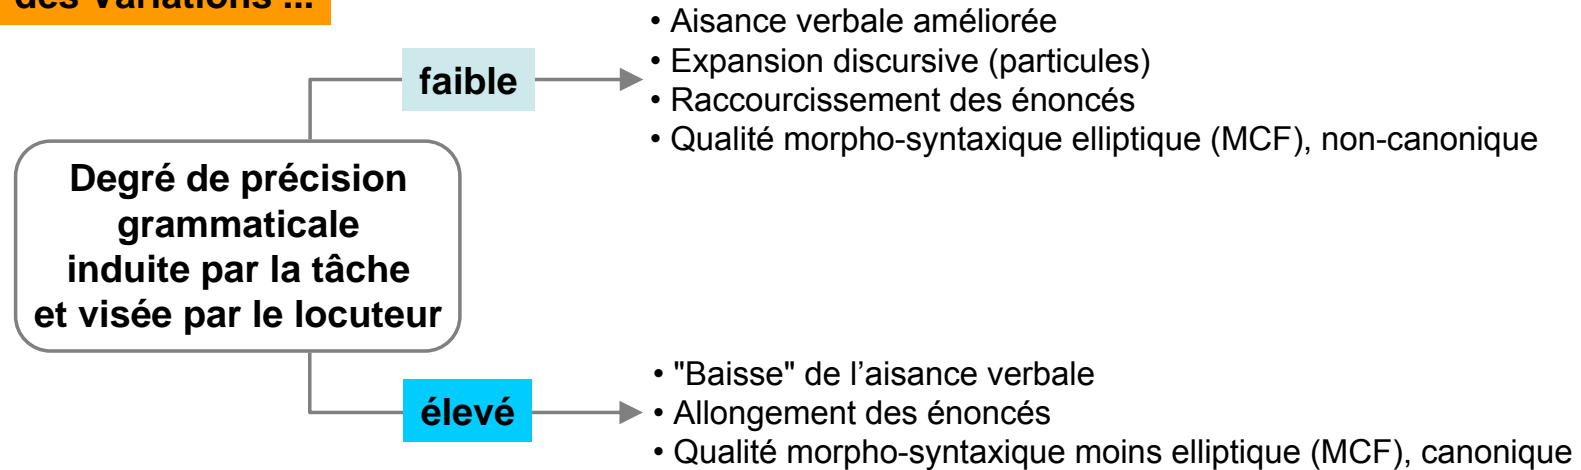 des Variations ...
• Aisance verbale améliorée
• Expansion discursive (particules)
• Raccourcissement des énoncés
• Qualité morpho-syntaxique elliptique (MCF), non-canonique
faible
Degré de précision
grammaticale
induite par la tâche
et visée par le locuteur
élevé
• "Baisse" de l’aisance verbale
• Allongement des énoncés
• Qualité morpho-syntaxique moins elliptique (MCF), canonique